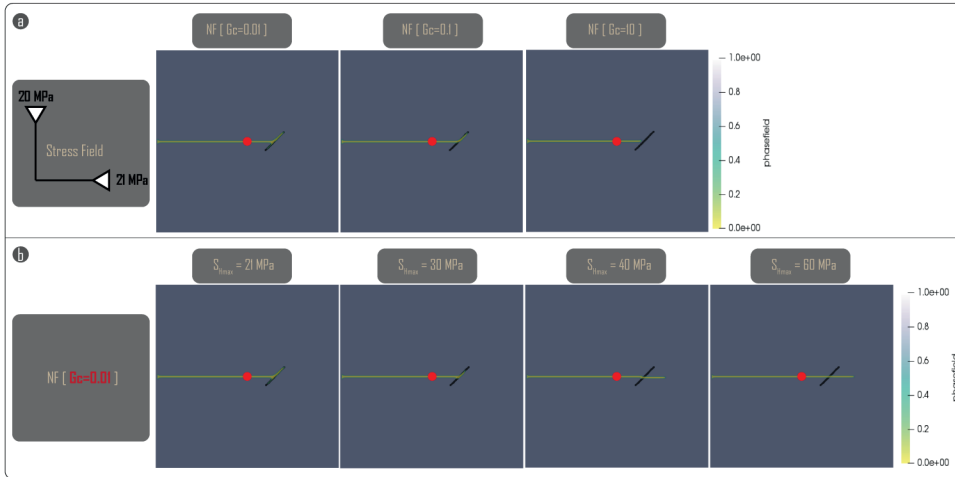 a
NF [ Gc=0.01 ]
NF [ Gc=0.1 ]
NF [ Gc=10 ]
20 MPa
Stress Field
21 MPa
1.0e+00
0.8
0.6
0.4
0.2
0.0e+00
phasefield
b
S_Hmax = 21 MPa
S_Hmax = 30 MPa
S_Hmax = 40 MPa
S_Hmax = 60 MPa
NF [ Gc=0.01 ]
1.0e+00
0.8
0.6
0.4
0.2
0.0e+00
phasefield